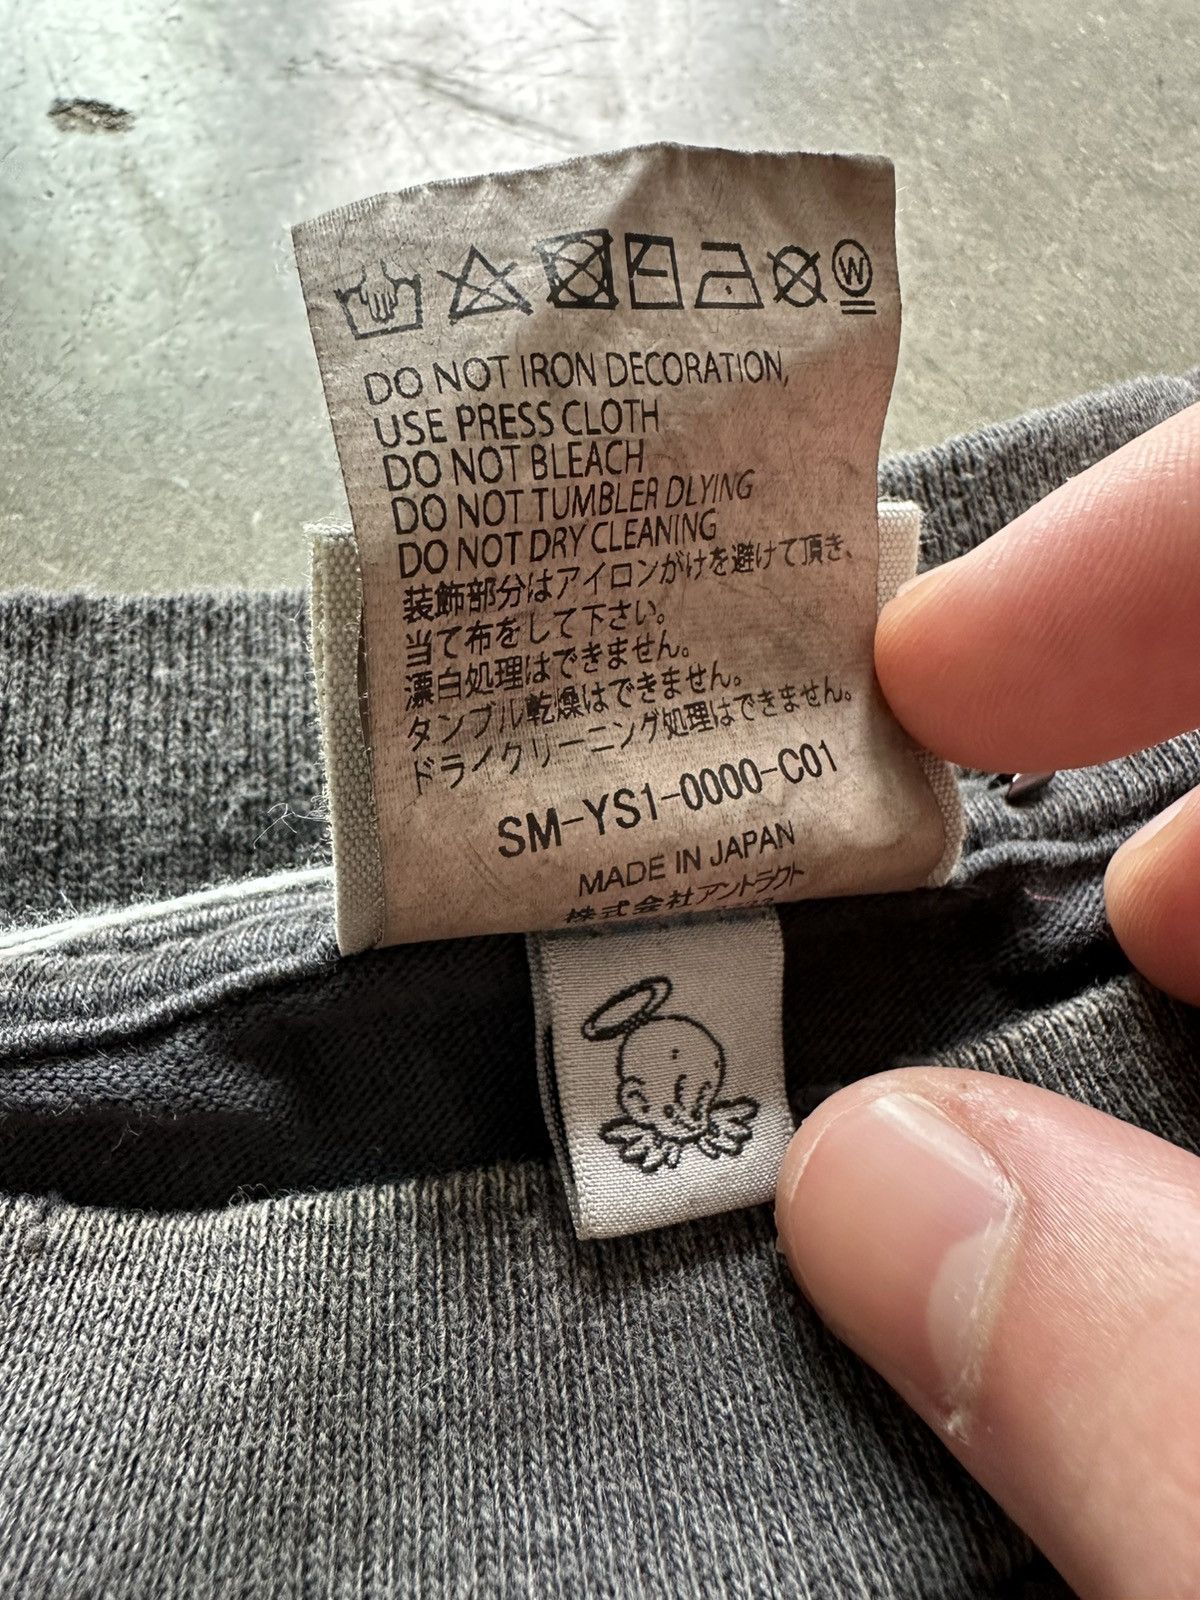 W
DO NOT IRON DECORATION,
USE PRESS CLOTH
DO NOT BLEACH
DO NOT TUMBLER DLYING
DO NOT DRY CLEANING
装飾部分はアイロンがけを避けて頂き、
当て布をして下さい。
漂白処理はできません。
タンブル乾燥はできません。
ドライクリーニング処理はできません。
SM-YS1-0000-C01
MADE IN JAPAN
株式会社アントラクト